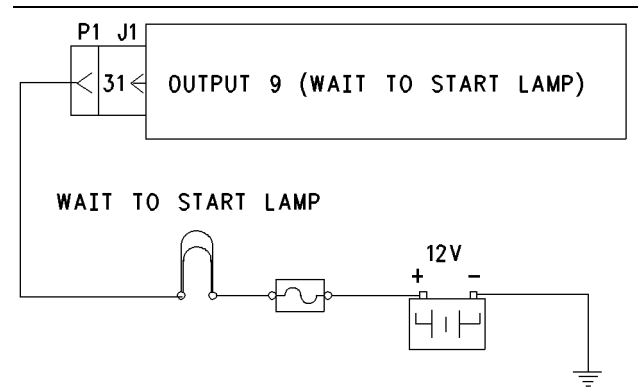 P1 J1
31 OUTPUT 9 (WAIT TO START LAMP)
WAIT TO START LAMP
12V
+ -